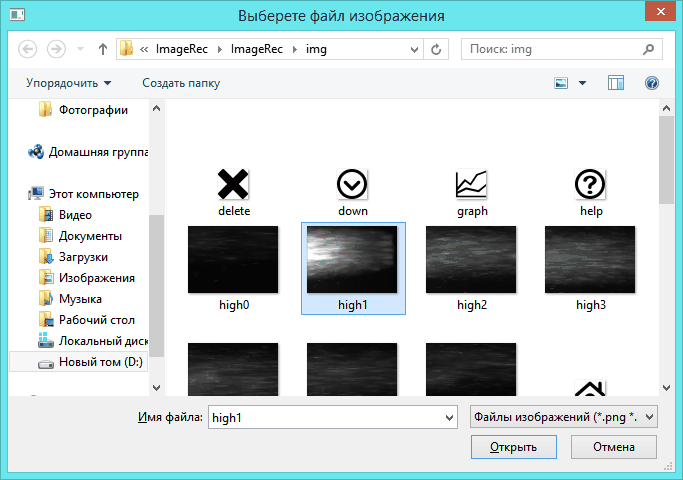 Выберете файл изображения
« ImageRec ▸ ImageRec ▸ img
Поиск: img
Упорядочить
Создать папку
Фотографии
Домашняя группа
Этот компьютер
Видео
Документы
Загрузки
Изображения
Музыка
Рабочий стол
Локальный диск
Новый том (D:)
delete
down
graph
help
high0
high1
high2
high3
Имя файла:
high1
Файлы изображений (*.png *.
Открыть
Отмена